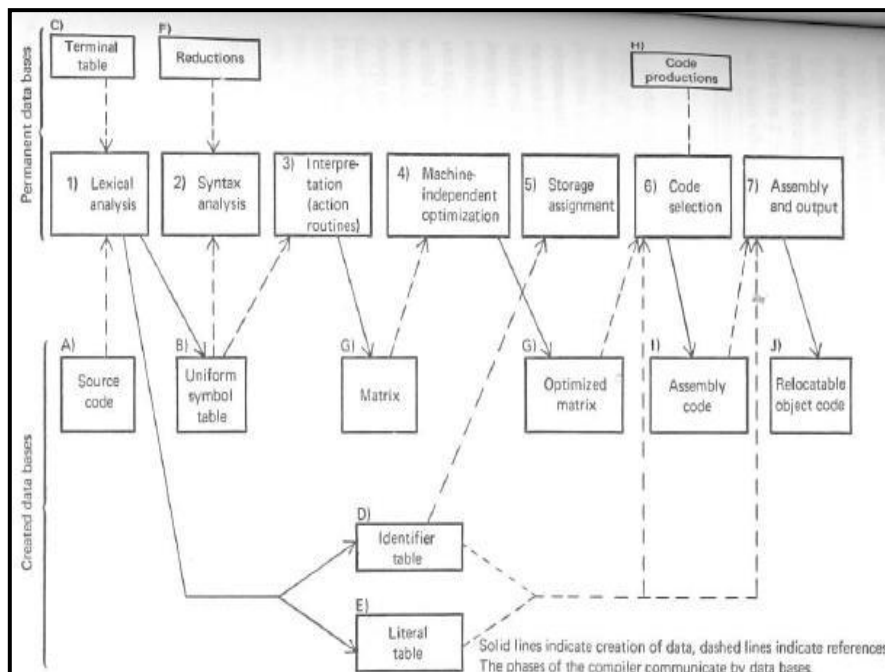 C)
Terminal
table
F)
Reductions
H)
Code
productions
Permanent data bases
1) Lexical
analysis
2) Syntax
analysis
3) Interpre-
tation
(action
routines)
4) Machine-
independent
optimization
5) Storage
assignment
6) Code
selection
7) Assembly
and output
A)
Source
code
B)
Uniform
symbol
table
G)
Matrix
G)
Optimized
matrix
I)
Assembly
code
J)
Relocatable
object code
Created data bases
D)
Identifier
table
E)
Literal
table
Solid lines indicate creation of data, dashed lines indicate references
The phases of the compiler communicate by data bases